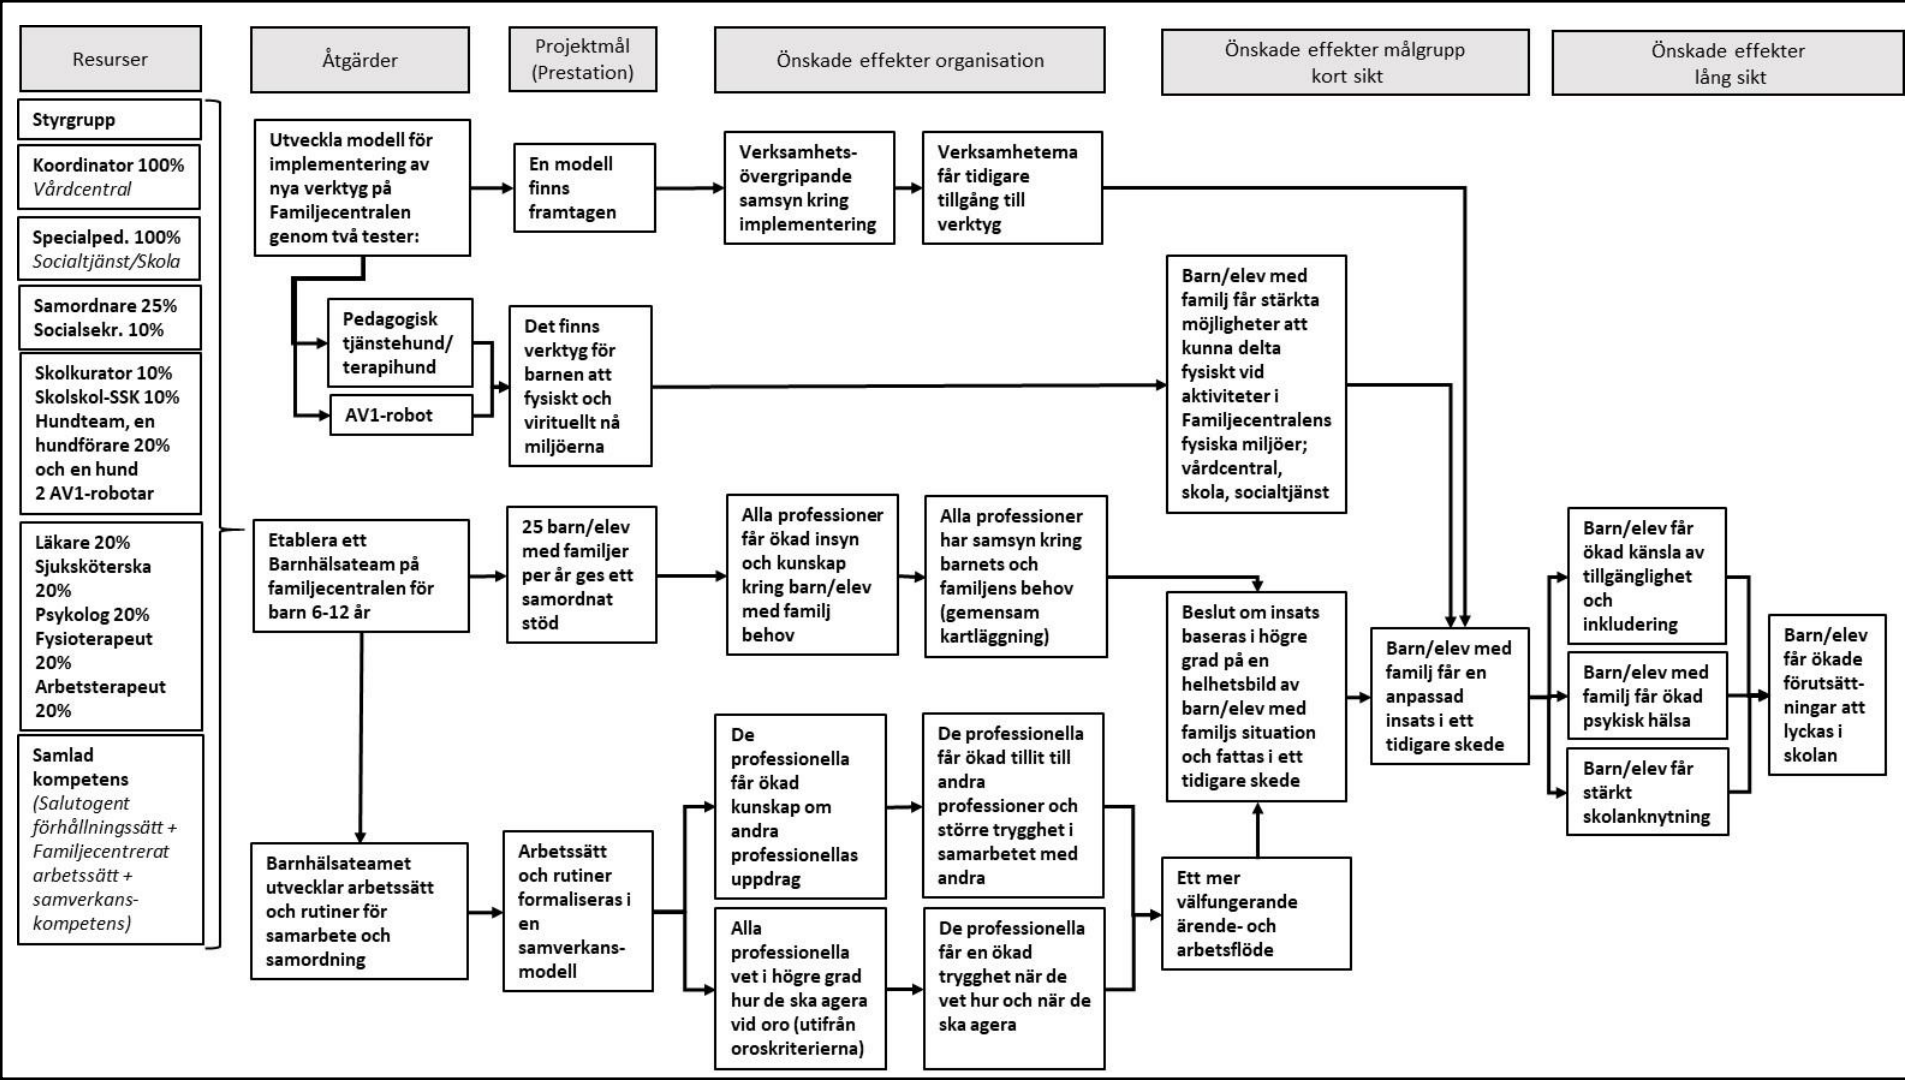 Resurser
Åtgärder
Projektmål
(Prestation)
Önskade effekter organisation
Önskade effekter målgrupp
kort sikt
Önskade effekter
lång sikt
Styrgrupp
Koordinator 100%
Vårdcentral
Specialped. 100%
Socialtjänst/Skola
Samordnare 25%
Socialsekr. 10%
Skolkurator 10%
Skolskol-SSK 10%
Hundteam, en
hundförare 20%
och en hund
2 AV1-robotar
Läkare 20%
Sjuksköterska
20%
Psykolog 20%
Fysioterapeut
20%
Arbetsterapeut
20%
Samlad
kompetens
(Salutogent
förhållningssätt +
Familjecentrerat
arbetssätt +
samverkans-
kompetens)
Utveckla modell för
implementering av
nya verktyg på
Familjecentralen
genom två tester:
En modell
finns
framtagen
Verksamhets-
övergripande
samsyn kring
implementering
Verksamheterna
får tidigare
tillgång till
verktyg
Pedagogisk
tjänstehund/
terapihund
AV1-robot
Det finns
verktyg för
barnen att
fysiskt och
virituellt nå
miljöerna
Barn/elev med
familj får stärkta
möjligheter att
kunna delta
fysiskt vid
aktiviteter i
Familjecentralens
fysiska miljöer;
vårdcentral,
skola, socialtjänst
Etablera ett
Barnhälsateam på
familjecentralen för
barn 6-12 år
25 barn/elev
med familjer
per år ges ett
samordnat
stöd
Alla professioner
får ökad insyn
och kunskap
kring barn/elev
med familj
behov
Alla professioner
har samsyn kring
barnets och
familjens behov
(gemensam
kartläggning)
Beslut om insats
baseras i högre
grad på en
helhetsbild av
barn/elev med
familjs situation
och fattas i ett
tidigare skede
Barn/elev med
familj får en
anpassad
insats i ett
tidigare skede
Barn/elev får
ökad känsla av
tillgänglighet
och
inkludering
Barn/elev med
familj får ökad
psykisk hälsa
Barn/elev får
stärkt
skolanknytning
Barn/elev
får ökade
förutsätt-
ningar att
lyckas i
skolan
Barnhälsateamet
utvecklar arbetssätt
och rutiner för
samarbete och
samordning
Arbetssätt
och rutiner
formaliseras i
en
samverkans-
modell
De
professionella
får ökad
kunskap om
andra
professionellas
uppdrag
De professionella
får ökad tillit till
andra
professioner och
större trygghet i
samarbetet med
andra
Alla
professionella
vet i högre grad
hur de ska agera
vid oro (utifrån
oroskriterierna)
De professionella
får en ökad
trygghet när de
vet hur och när de
ska agera
Ett mer
välfungerande
ärende- och
arbetsflöde